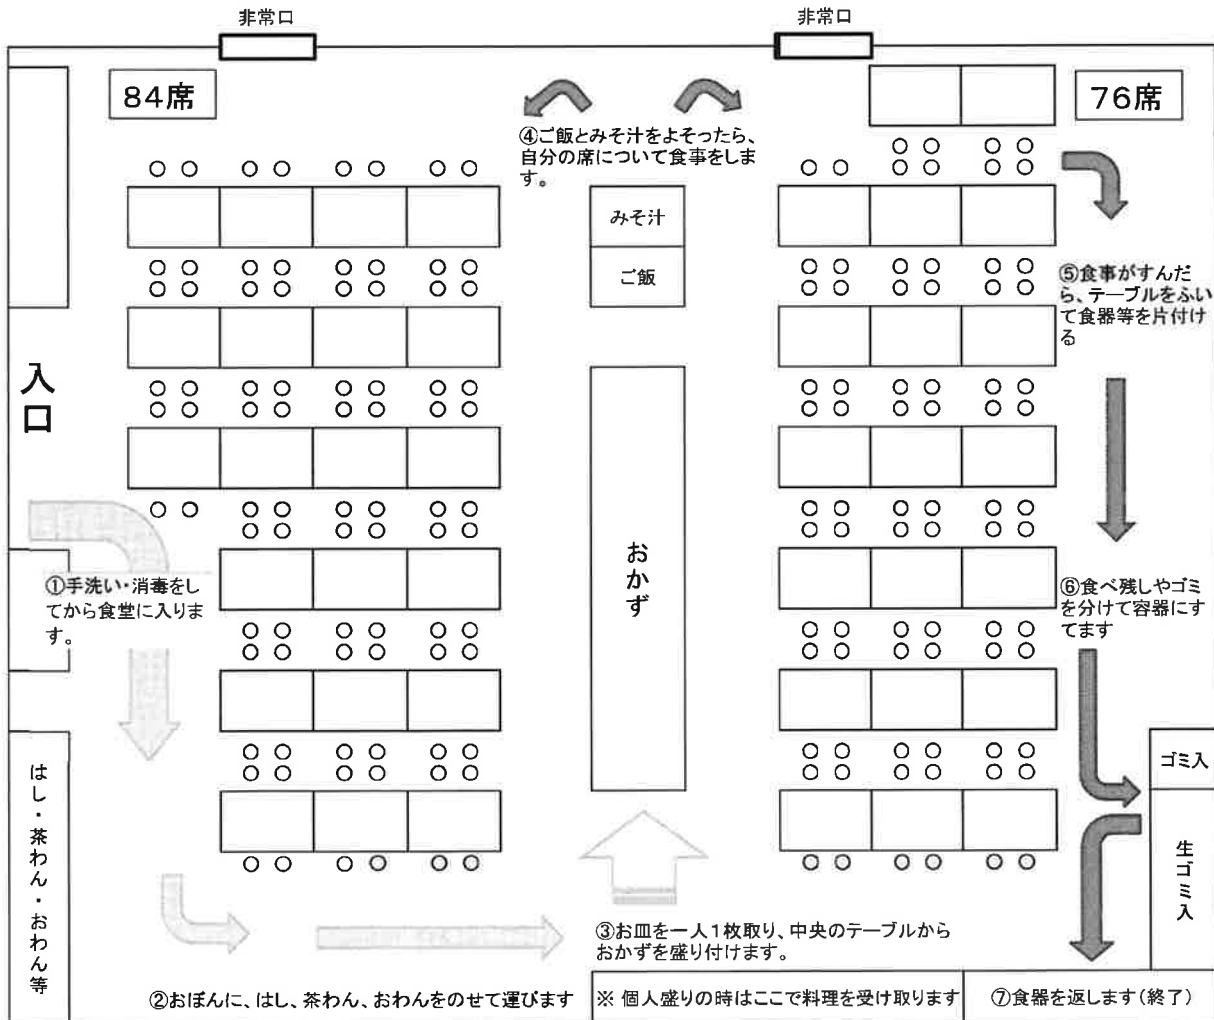 非常口
非常口
84席
76席
④ご飯とみそ汁をよそったら、
自分の席について食事をしま
す。
みそ汁
ご飯
⑤食事がすんだ
ら、テーブルをふい
て食器等を片付け
る
入口
おかず
①手洗い・消毒をし
てから食堂に入りま
す。
⑥食べ残しやゴミ
を分けて容器にす
てます
ゴミ入
生ゴミ入
はし・茶わん・おわん等
③お皿を一人1枚取り、中央のテーブルから
おかずを盛り付けます。
②おぼんに、はし、茶わん、おわんをのせて運びます
※ 個人盛りの時はここで料理を受け取ります
⑦食器を返します(終了)